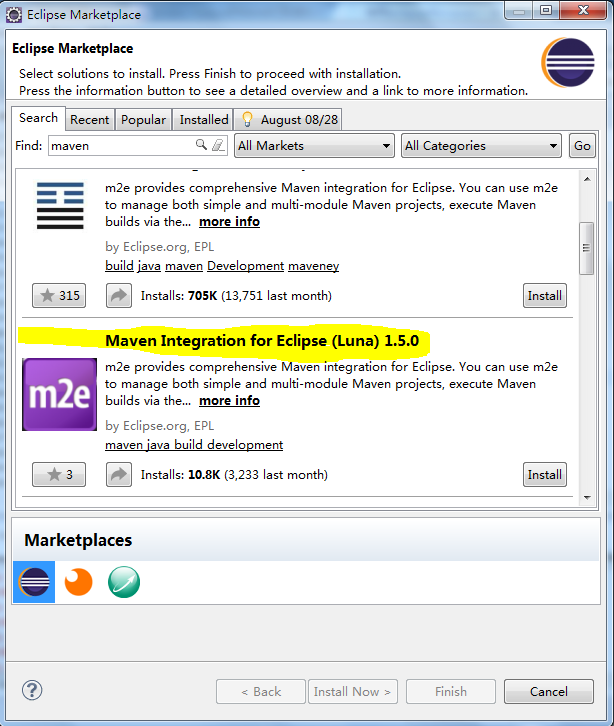 Eclipse Marketplace
Eclipse Marketplace
Select solutions to install. Press Finish to proceed with installation.
Press the information button to see a detailed overview and a link to more information.
Search Recent Popular Installed August 08/28
Find: maven All Markets All Categories Go
m2e provides comprehensive Maven integration for Eclipse. You can use m2e
to manage both simple and multi-module Maven projects, execute Maven
builds via the... more info
by Eclipse.org, EPL
build java maven Development maveney
315 Installs: 705K (13,751 last month) Install
Maven Integration for Eclipse (Luna) 1.5.0
m2e
m2e provides comprehensive Maven integration for Eclipse. You can use m2e
to manage both simple and multi-module Maven projects, execute Maven
builds via the... more info
by Eclipse.org, EPL
maven java build development
3 Installs: 10.8K (3,233 last month) Install
Marketplaces
? < Back Install Now > Finish Cancel